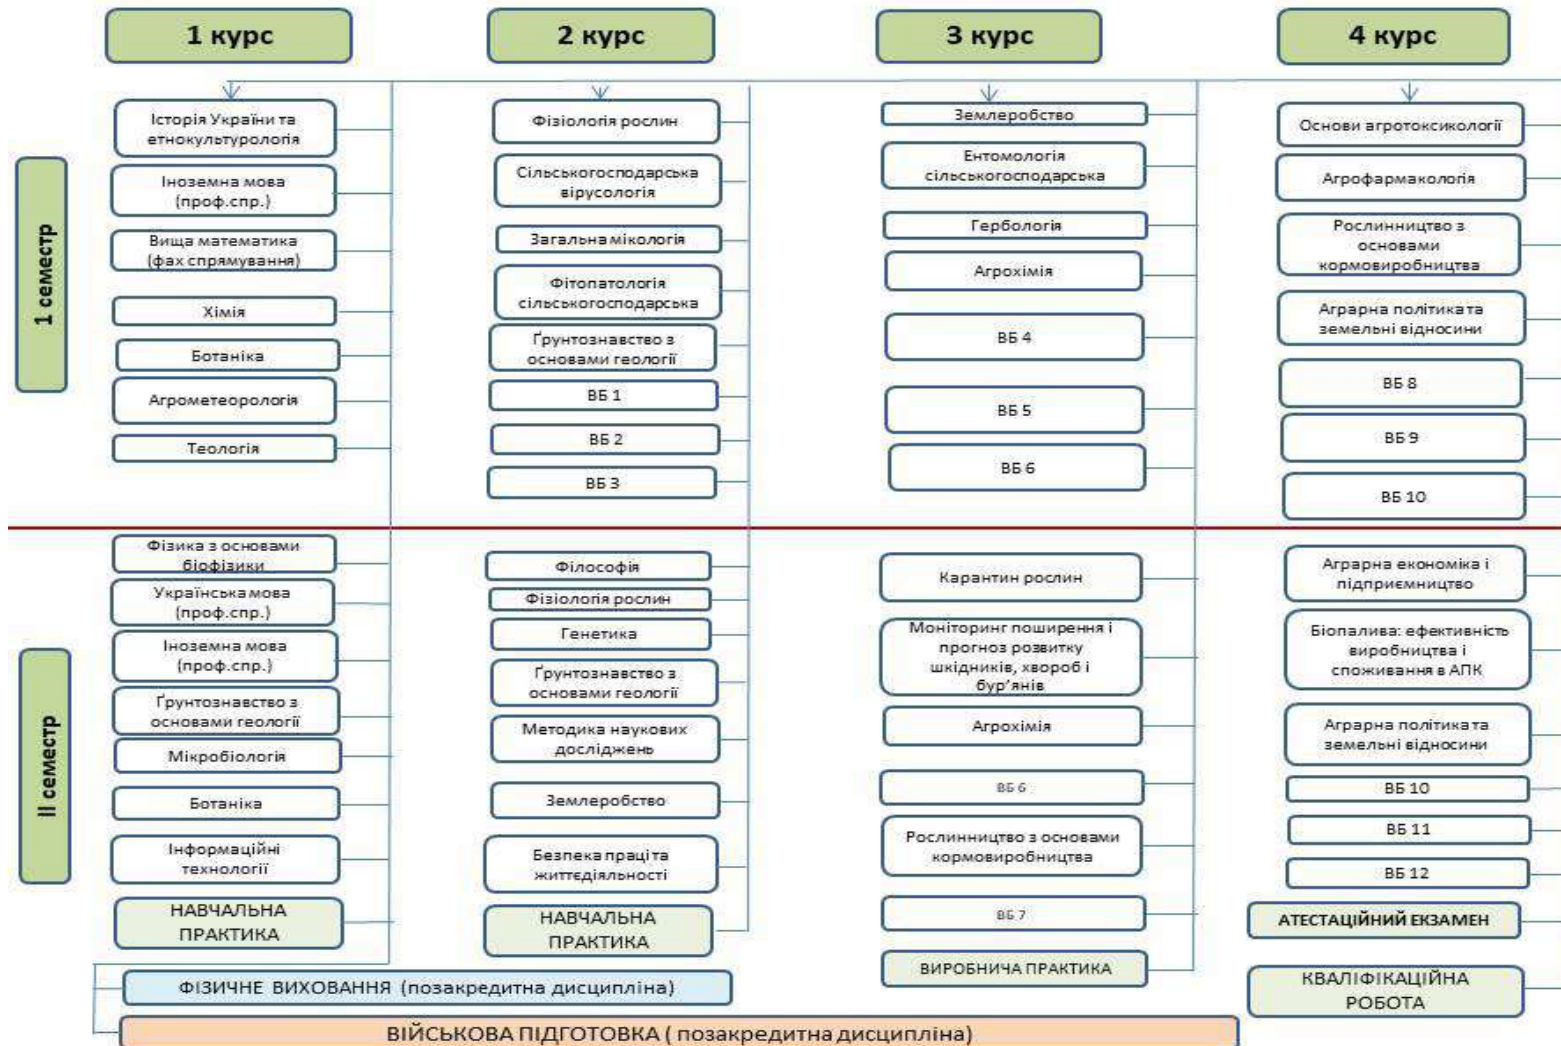 1 курс
2 курс
3 курс
4 курс
1 семестр
Історія України та
етнокультурологія
Іноземна мова
(проф.спр.)
Вища математика
(фах спрямування)
Хімія
Ботаніка
Агрометеорологія
Теологія
Фізіологія рослин
Сільськогосподарська
вірусологія
Загальна мікологія
Фітопатологія
сільськогосподарська
Ґрунтознавство з
основами геології
ВБ 1
ВБ 2
ВБ 3
Землеробство
Ентомологія
сільськогосподарська
Гербологія
Агрохімія
ВБ 4
ВБ 5
ВБ 6
Основи агротоксикології
Агрофармакологія
Рослинництво з
основами
кормовиробництва
Аграрна політика та
земельні відносини
ВБ 8
ВБ 9
ВБ 10
ІІ семестр
Фізика з основами
біофізики
Українська мова
(проф.спр.)
Іноземна мова
(проф.спр.)
Ґрунтознавство з
основами геології
Мікробіологія
Ботаніка
Інформаційні
технології
НАВЧАЛЬНА
ПРАКТИКА
Філософія
Фізіологія рослин
Генетика
Ґрунтознавство з
основами геології
Методика наукових
досліджень
Землеробство
Безпека праці та
життєдіяльності
НАВЧАЛЬНА
ПРАКТИКА
Карантин рослин
Моніторинг поширення і
прогноз розвитку
шкідників, хвороб і
бур’янів
Агрохімія
ВБ 6
Рослинництво з основами
кормовиробництва
ВБ 7
ВИРОБНИЧА ПРАКТИКА
Аграрна економіка і
підприємництво
Біопалива: ефективність
виробництва і
споживання в АПК
Аграрна політика та
земельні відносини
ВБ 10
ВБ 11
ВБ 12
АТЕСТАЦІЙНИЙ ЕКЗАМЕН
КВАЛІФІКАЦІЙНА
РОБОТА
ФІЗИЧНЕ ВИХОВАННЯ (позакредитна дисципліна)
ВІЙСЬКОВА ПІДГОТОВКА ( позакредитна дисципліна)